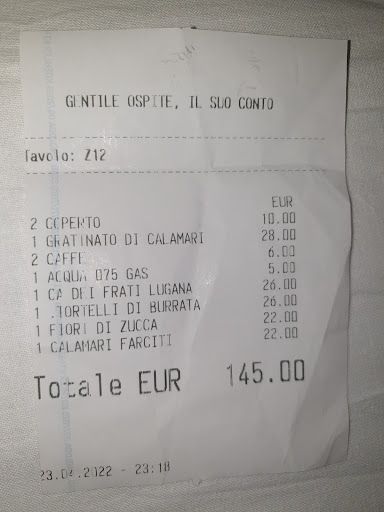 GENTILE OSPITE, IL SUO CONTO
Tavolo: Z12
EUR
2 COPERTO 10.00
1 GRATINATO DI CALAMARI 28.00
2 CAFFE 6.00
1 ACQUA 075 GAS 5.00
1 CA DEI FRATI LUGANA 26.00
1 .TORTELLI DI BURRATA 26.00
1 FIORI DI ZUCCA 22.00
1 CALAMARI FARCITI 22.00
Totale EUR 145.00
23.04.2022 - 23:18